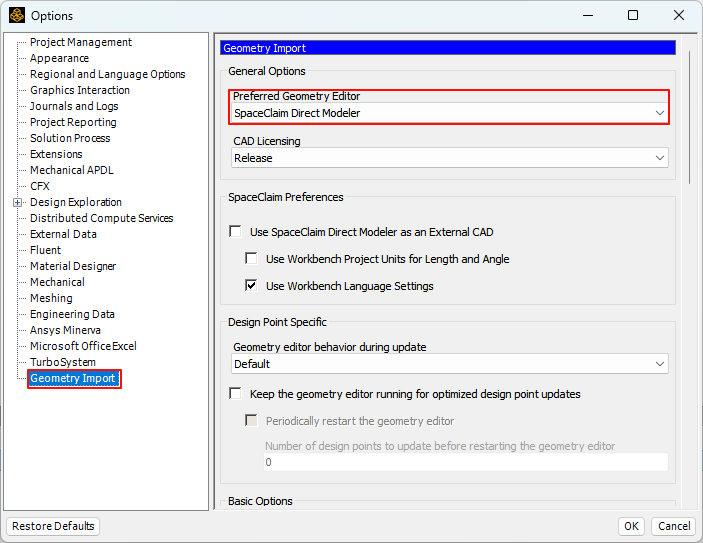 Options
Project Management
Appearance
Regional and Language Options
Graphics Interaction
Journals and Logs
Project Reporting
Solution Process
Extensions
Mechanical APDL
CFX
Design Exploration
Distributed Compute Services
External Data
Fluent
Material Designer
Mechanical
Meshing
Engineering Data
Ansys Minerva
Microsoft Office Excel
TurboSystem
Geometry Import
Geometry Import
General Options
Preferred Geometry Editor
SpaceClaim Direct Modeler
CAD Licensing
Release
SpaceClaim Preferences
Use SpaceClaim Direct Modeler as an External CAD
Use Workbench Project Units for Length and Angle
Use Workbench Language Settings
Design Point Specific
Geometry editor behavior during update
Default
Keep the geometry editor running for optimized design point updates
Periodically restart the geometry editor
Number of design points to update before restarting the geometry editor
0
Basic Options
Restore Defaults
OK
Cancel